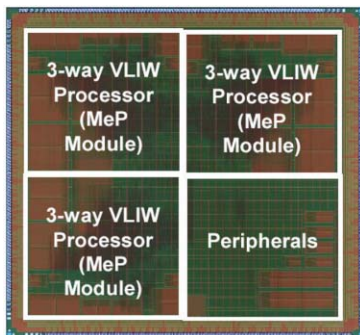 3-way VLIW
Processor
(MeP
Module)
3-way VLIW
Processor
(MeP
Module)
3-way VLIW
Processor
(MeP
Module)
Peripherals